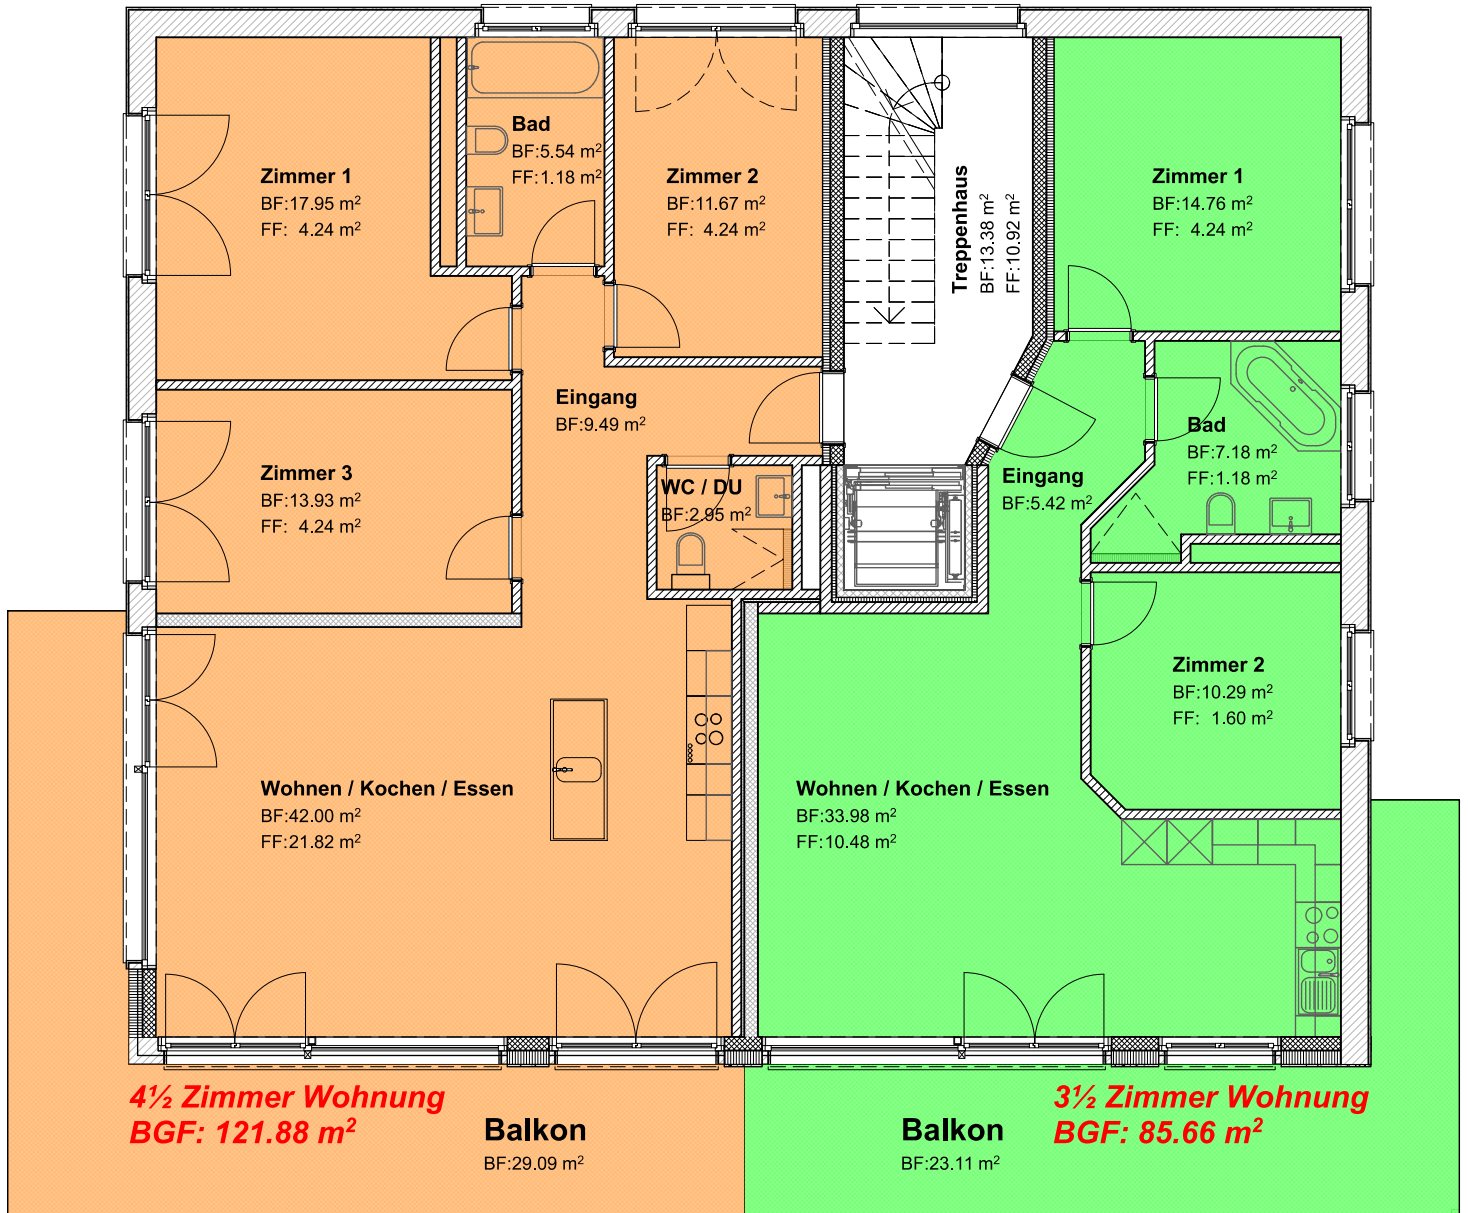 Bad
BF:5.54 m²
FF:1.18 m²
Zimmer 1
BF:17.95 m²
FF: 4.24 m²
Zimmer 2
BF:11.67 m²
FF: 4.24 m²
Treppenhaus
BF:13.38 m²
FF:10.92 m²
Zimmer 1
BF:14.76 m²
FF: 4.24 m²
Eingang
BF:9.49 m²
Bad
BF:7.18 m²
FF:1.18 m²
Zimmer 3
BF:13.93 m²
FF: 4.24 m²
WC / DU
BF:2.95 m²
Eingang
BF:5.42 m²
Zimmer 2
BF:10.29 m²
FF: 1.60 m²
Wohnen / Kochen / Essen
BF:42.00 m²
FF:21.82 m²
Wohnen / Kochen / Essen
BF:33.98 m²
FF:10.48 m²
4½ Zimmer Wohnung
BGF: 121.88 m²
Balkon
BF:29.09 m²
Balkon
BF:23.11 m²
3½ Zimmer Wohnung
BGF: 85.66 m²